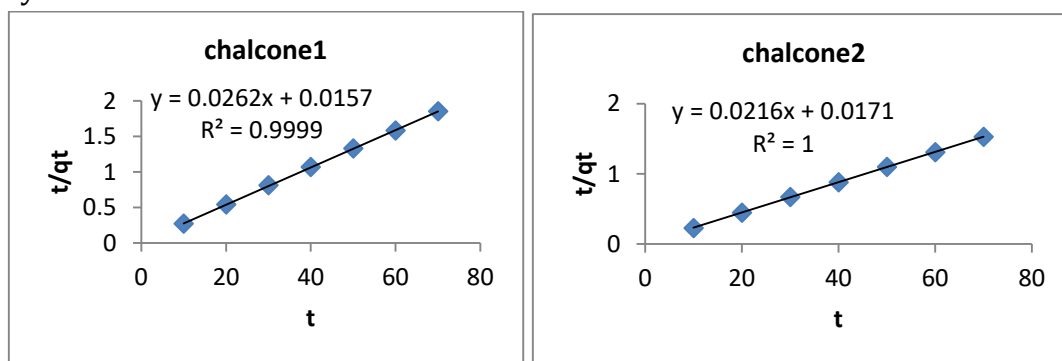 chalcone1
y = 0.0262x + 0.0157
R² = 0.9999
t/qt
2
1.5
1
0.5
0
0 20 40 60 80
t
chalcone2
y = 0.0216x + 0.0171
R² = 1
t/qt
2
1
0
0 20 40 60 80
t